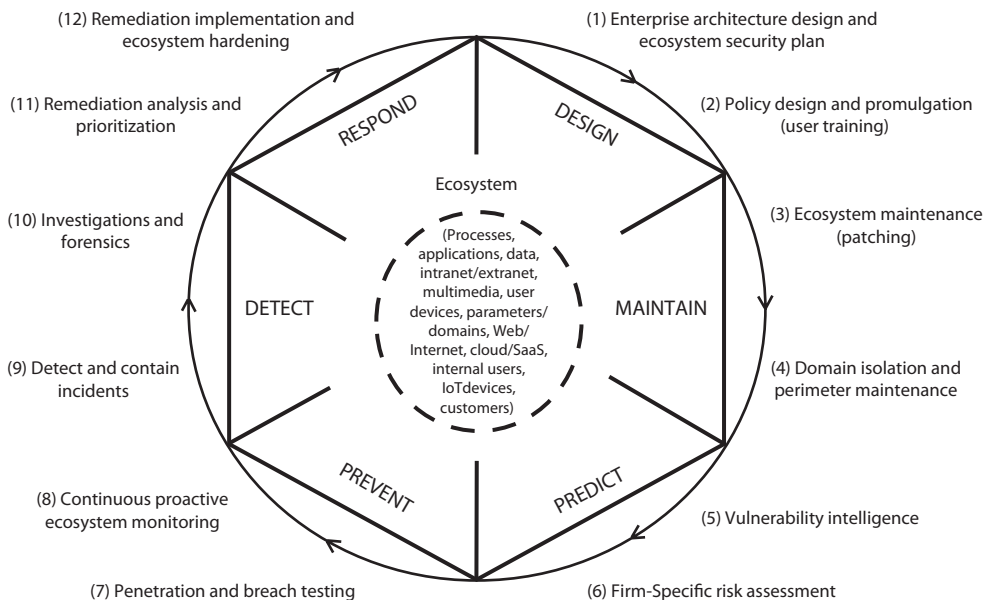 (1) Enterprise architecture design and
ecosystem security plan
(2) Policy design and promulgation
(user training)
(3) Ecosystem maintenance
(patching)
(4) Domain isolation and
perimeter maintenance
(5) Vulnerability intelligence
(6) Firm-Specific risk assessment
(7) Penetration and breach testing
(8) Continuous proactive
ecosystem monitoring
(9) Detect and contain
incidents
(10) Investigations and
forensics
(11) Remediation analysis and
prioritization
(12) Remediation implementation and
ecosystem hardening
DESIGN
MAINTAIN
PREDICT
PREVENT
DETECT
RESPOND
Ecosystem
(Processes,
applications, data,
intranet/extranet,
multimedia, user
devices, parameters/
domains, Web/
Internet, cloud/SaaS,
internal users,
IoTdevices,
customers)